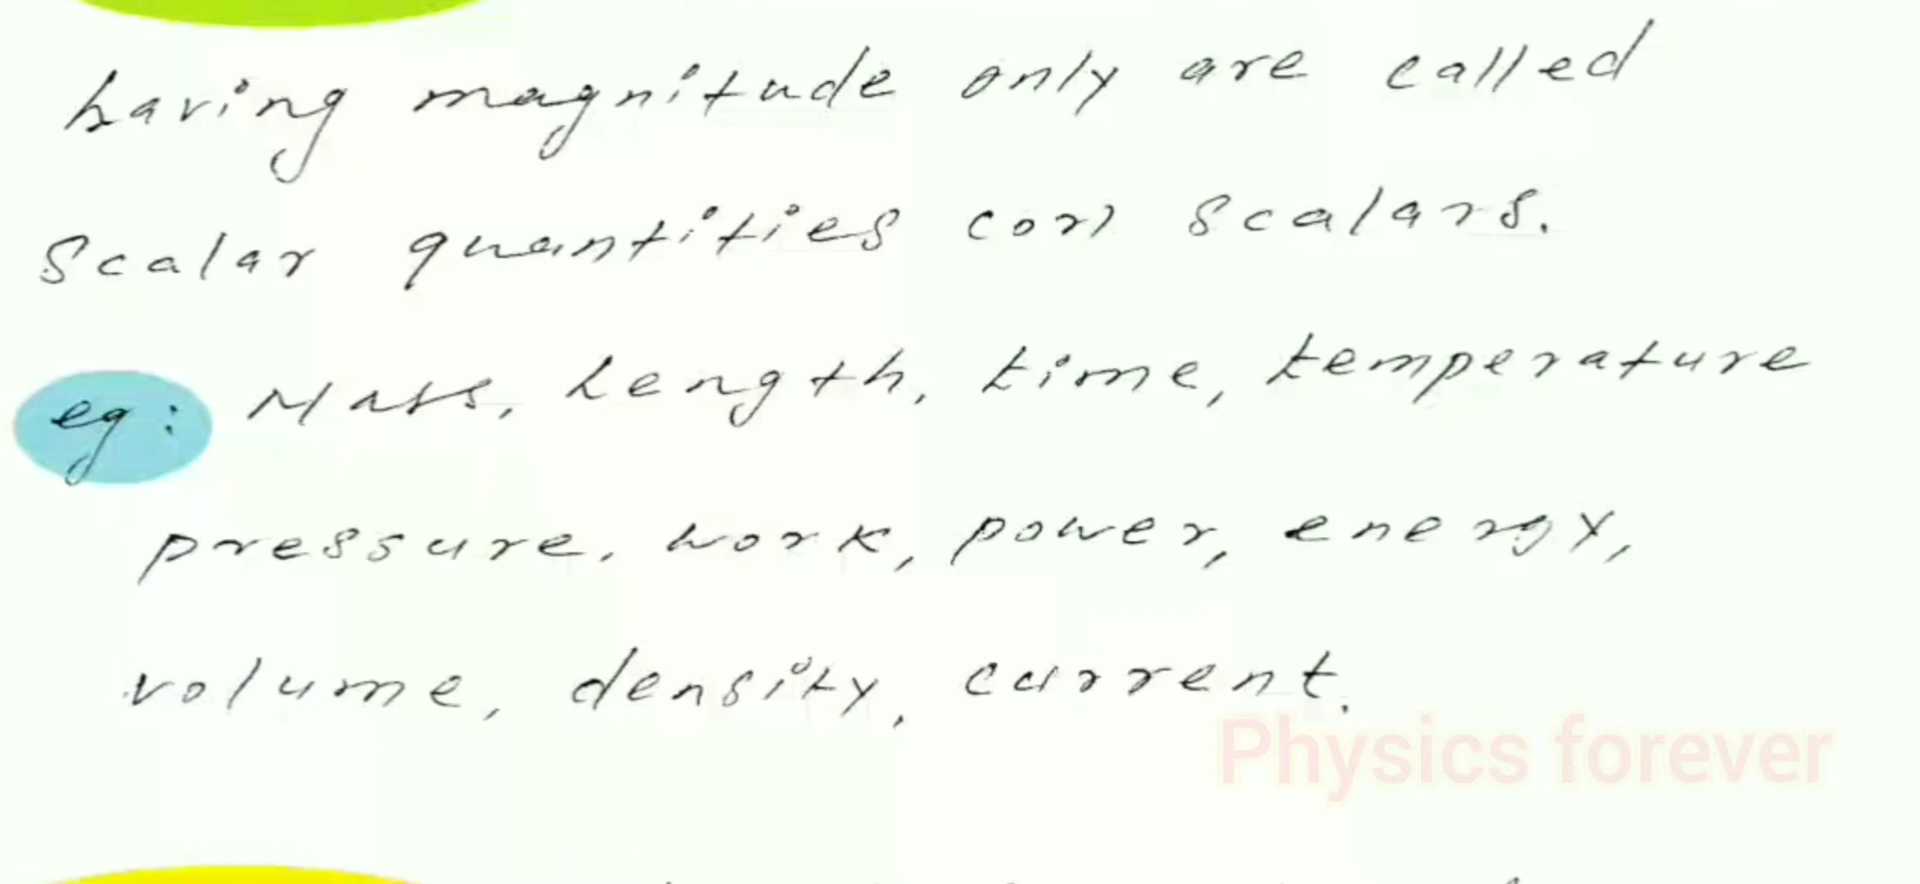 having magnitude only are called
Scalar quantities (or) scalars.
eg: Mass, Length, time, temperature
pressure, work, power, energy,
volume, density, current.
Physics forever